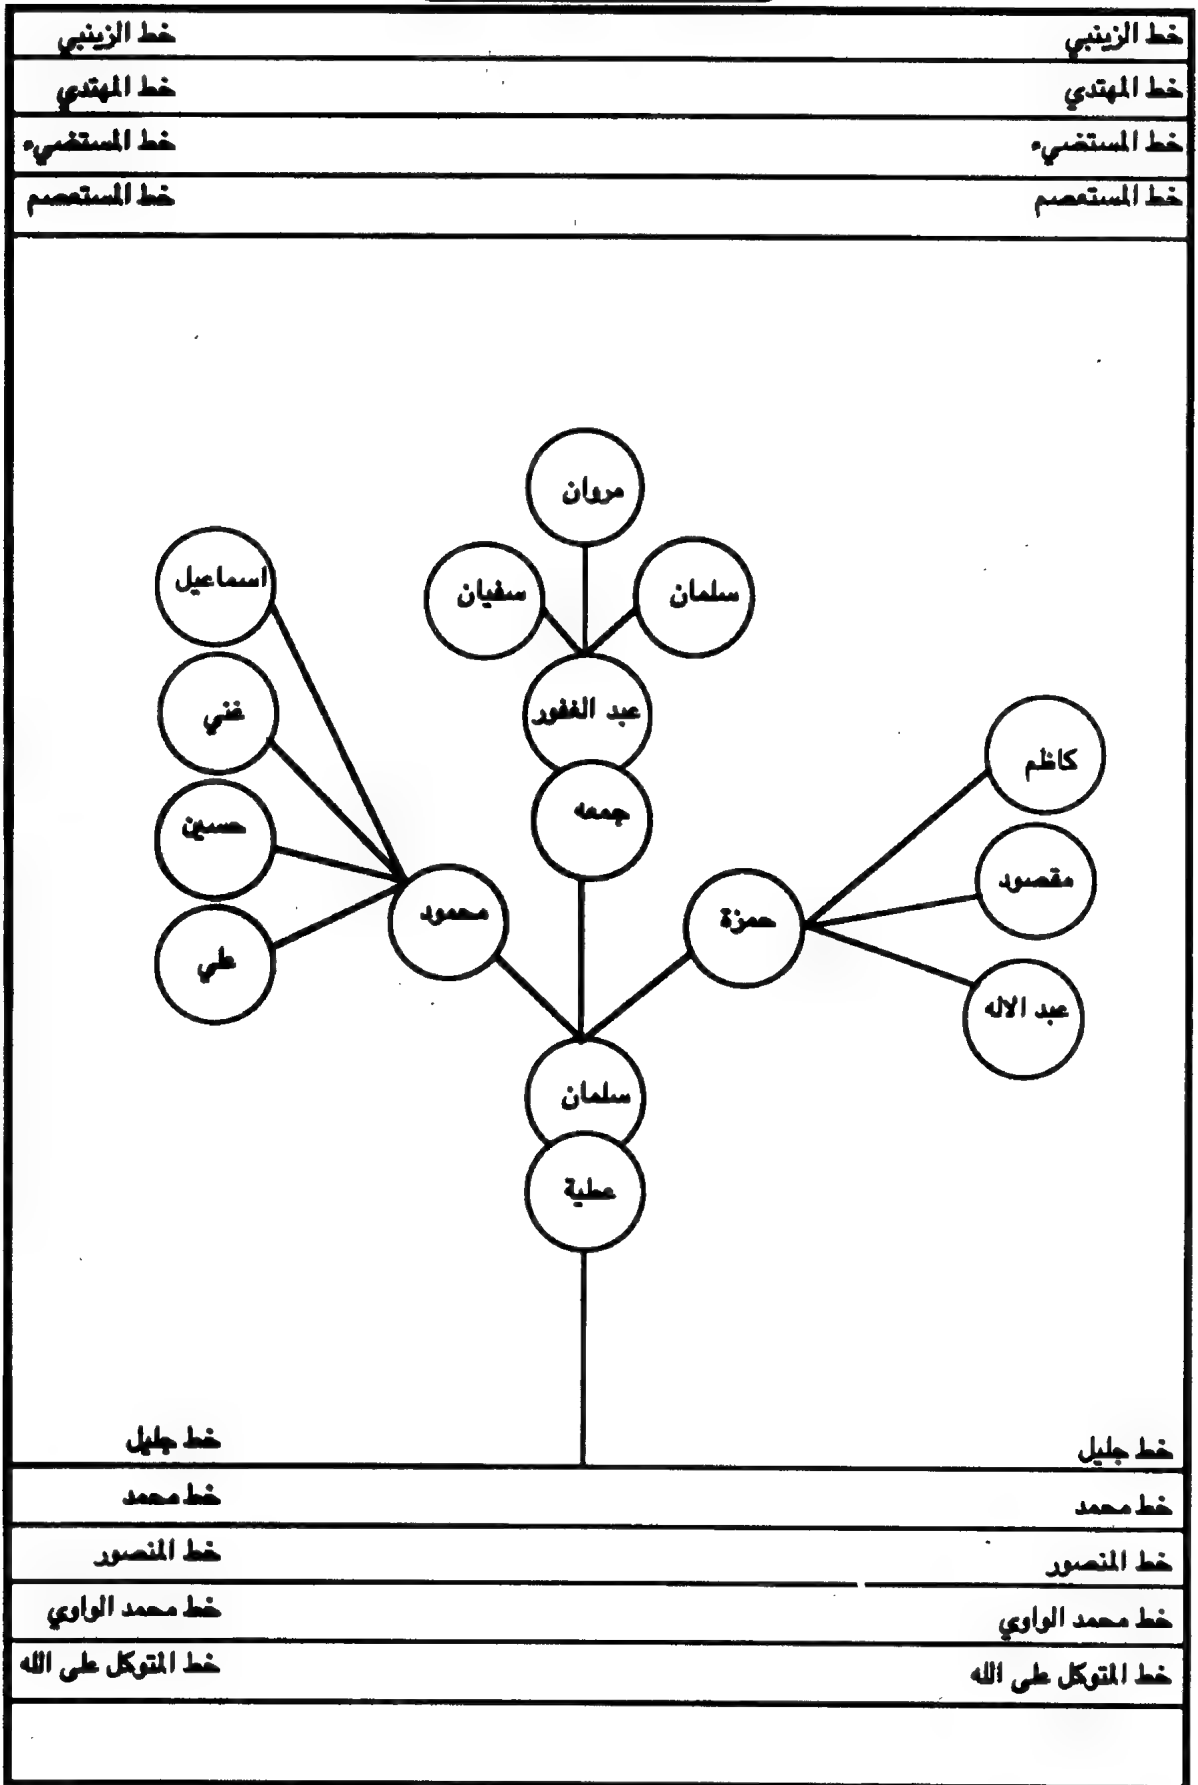 خط الزينبي خط الزينبي
خط المهتدي خط المهتدي
خط المستضيء خط المستضيء
خط المستعصم خط المستعصم
مروان
اسماعيل
سلمان سفيان
عبد الغفور
غني
كاظم
جمعه
حسين
مقصود
حمزة محمود
علي
عبد الاله
سلمان
عطية
خط جليل خط جليل
خط محمد خط محمد
خط المنصور خط المنصور
خط محمد الواوي خط محمد الواوي
خط المتوكل على الله خط المتوكل على الله